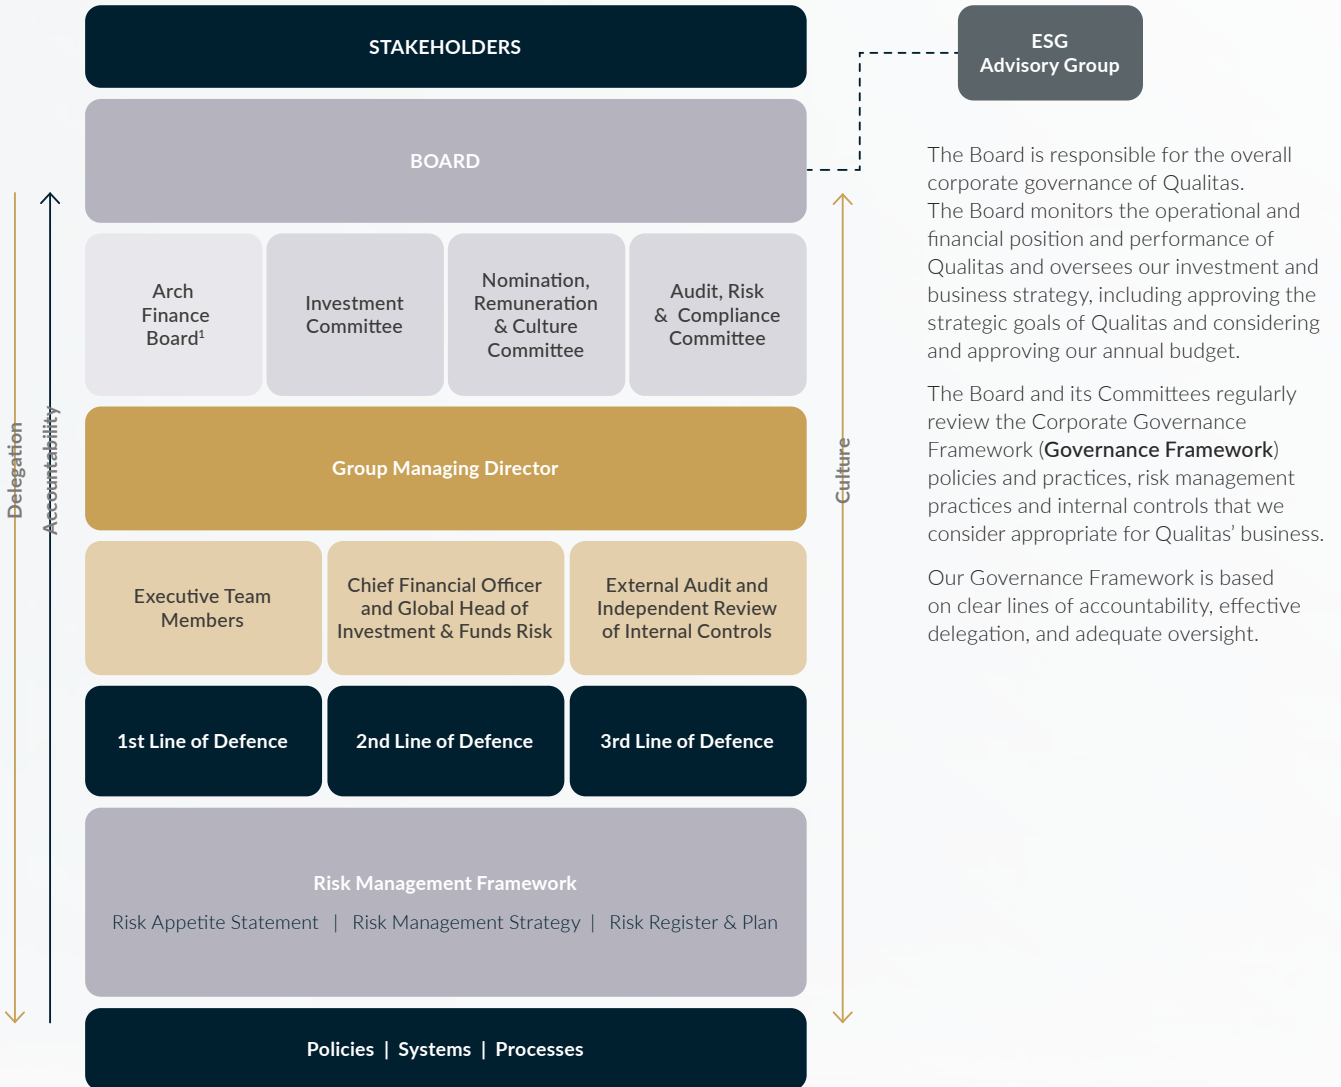 STAKEHOLDERS
ESG
Advisory Group
BOARD
Arch
Finance
Board¹
Investment
Committee
Nomination,
Remuneration
& Culture
Committee
Audit, Risk
& Compliance
Committee
Delegation
Accountability
Culture
Group Managing Director
Executive Team
Members
Chief Financial Officer
and Global Head of
Investment & Funds Risk
External Audit and
Independent Review
of Internal Controls
1st Line of Defence
2nd Line of Defence
3rd Line of Defence
Risk Management Framework
Risk Appetite Statement | Risk Management Strategy | Risk Register & Plan
Policies | Systems | Processes
The Board is responsible for the overall
corporate governance of Qualitas.
The Board monitors the operational and
financial position and performance of
Qualitas and oversees our investment and
business strategy, including approving the
strategic goals of Qualitas and considering
and approving our annual budget.
The Board and its Committees regularly
review the Corporate Governance
Framework (Governance Framework)
policies and practices, risk management
practices and internal controls that we
consider appropriate for Qualitas’ business.
Our Governance Framework is based
on clear lines of accountability, effective
delegation, and adequate oversight.